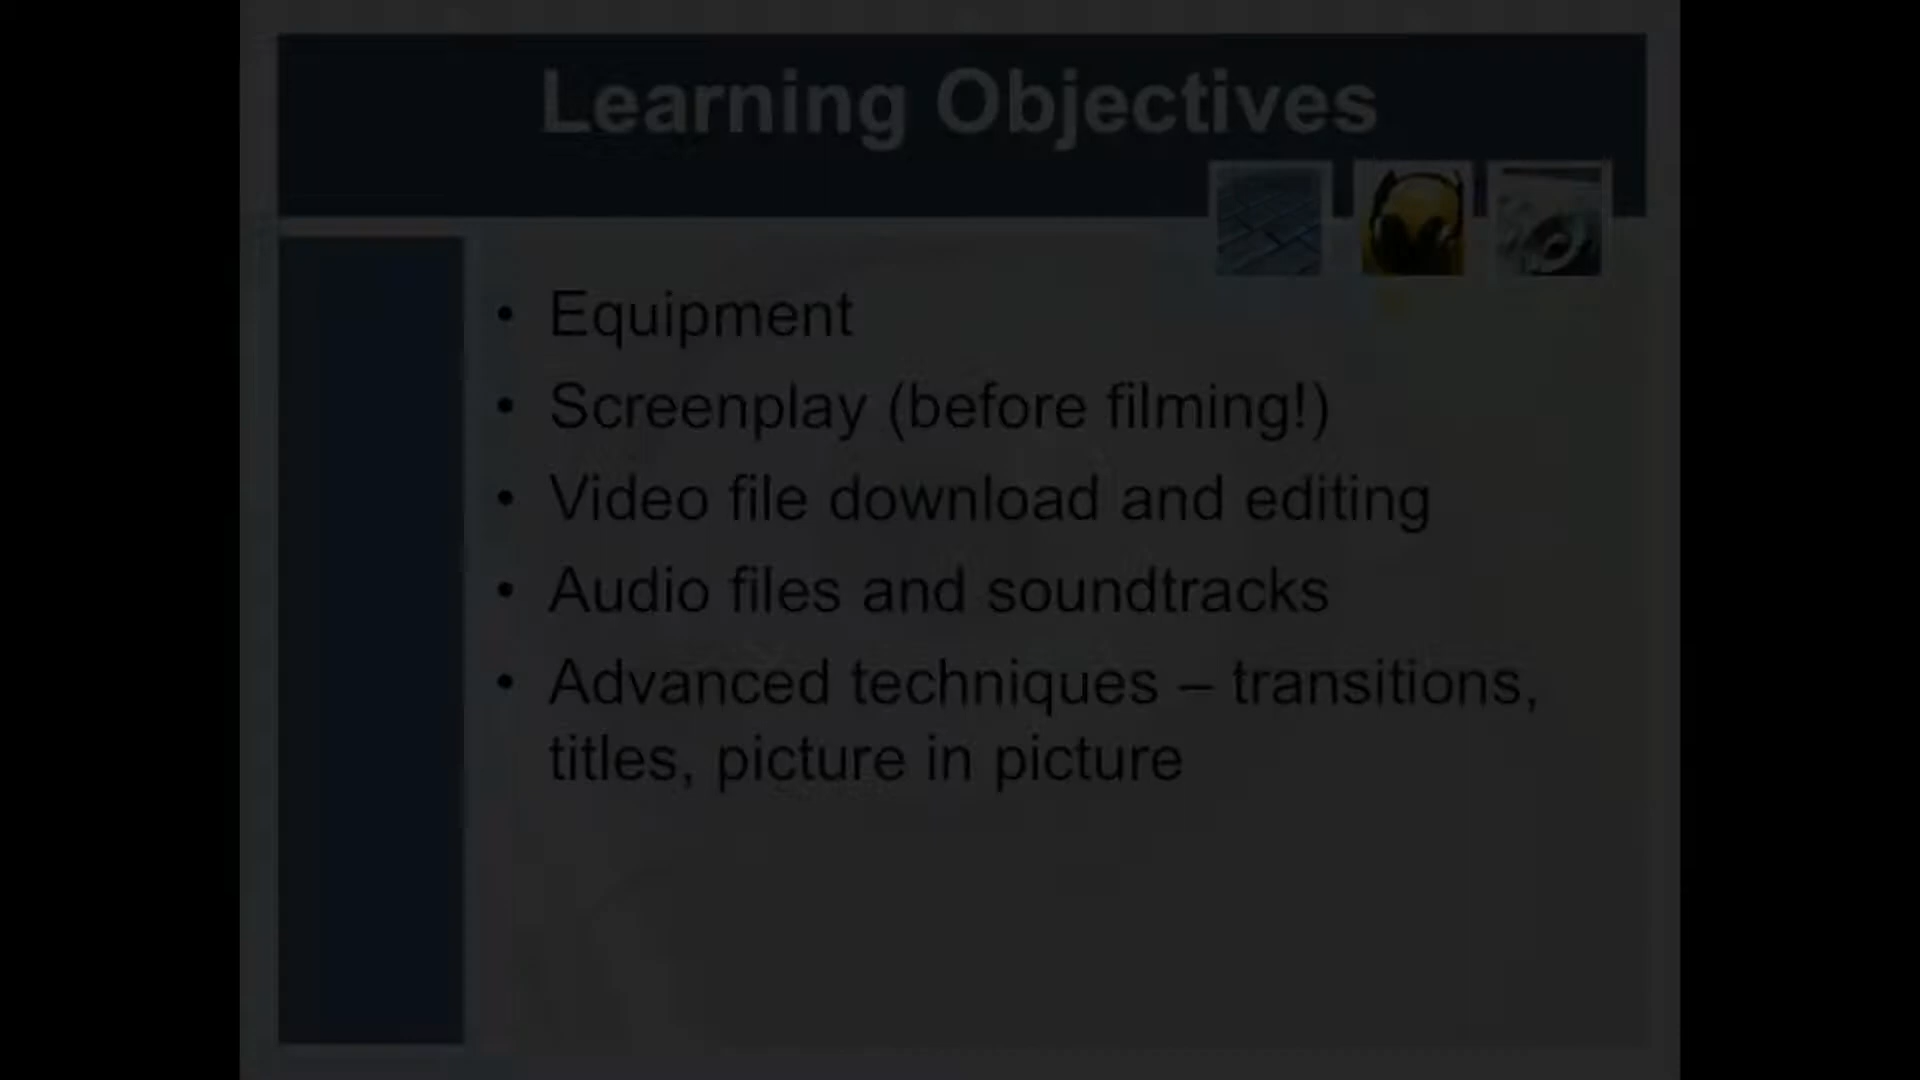 Learning Objectives
• Equipment
• Screenplay (before filming!)
• Video file download and editing
• Audio files and soundtracks
• Advanced techniques – transitions,
titles, picture in picture